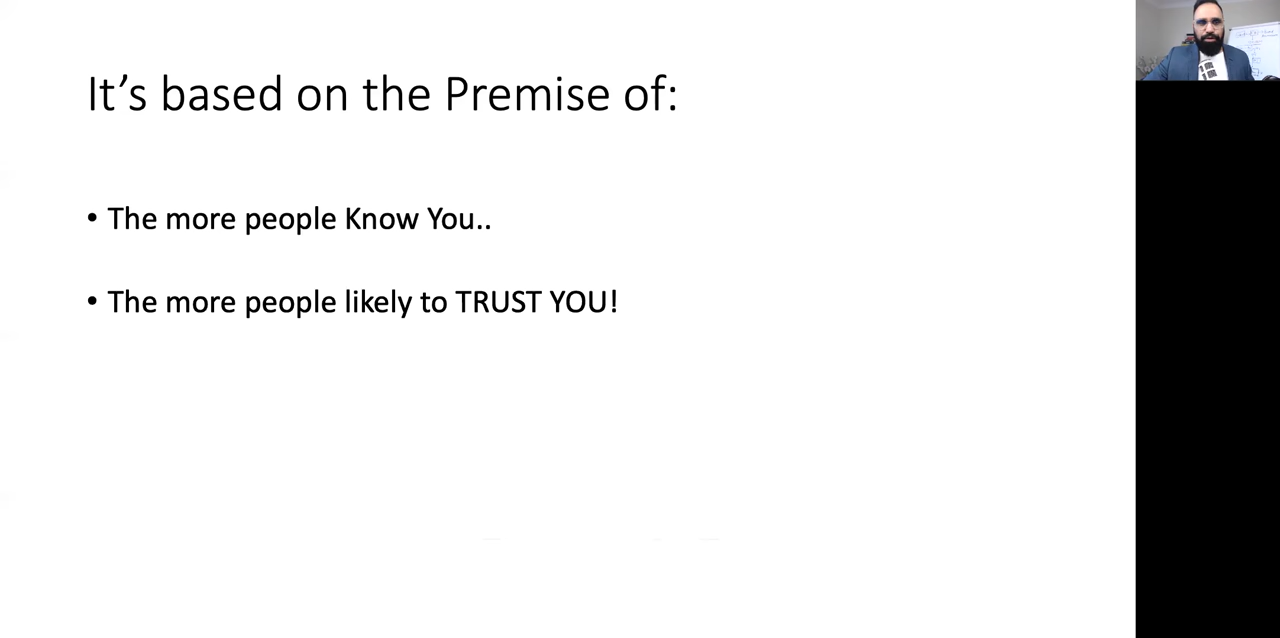 It’s based on the Premise of:
• The more people Know You..
• The more people likely to TRUST YOU!